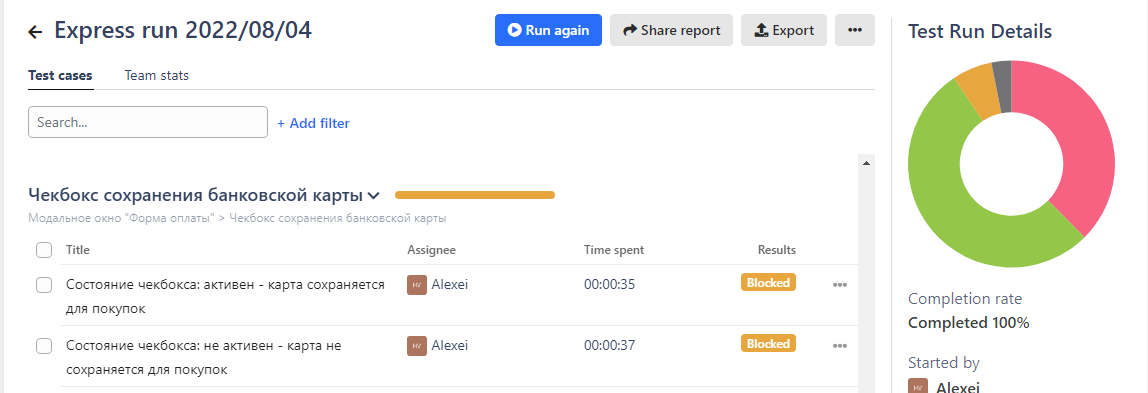 Express run 2022/08/04
Run again
Share report
Export
Test cases
Team stats
Search...
+ Add filter
Чекбокс сохранения банковской карты
Модальное окно "Форма оплаты" > Чекбокс сохранения банковской карты
Title Assignee Time spent Results
Состояние чекбокса: активен - карта сохраняется
для покупок
HV Alexei 00:00:35 Blocked
Состояние чекбокса: не активен - карта не
сохраняется для покупок
HV Alexei 00:00:37 Blocked
Test Run Details
Completion rate
Completed 100%
Started by
HV Alexei